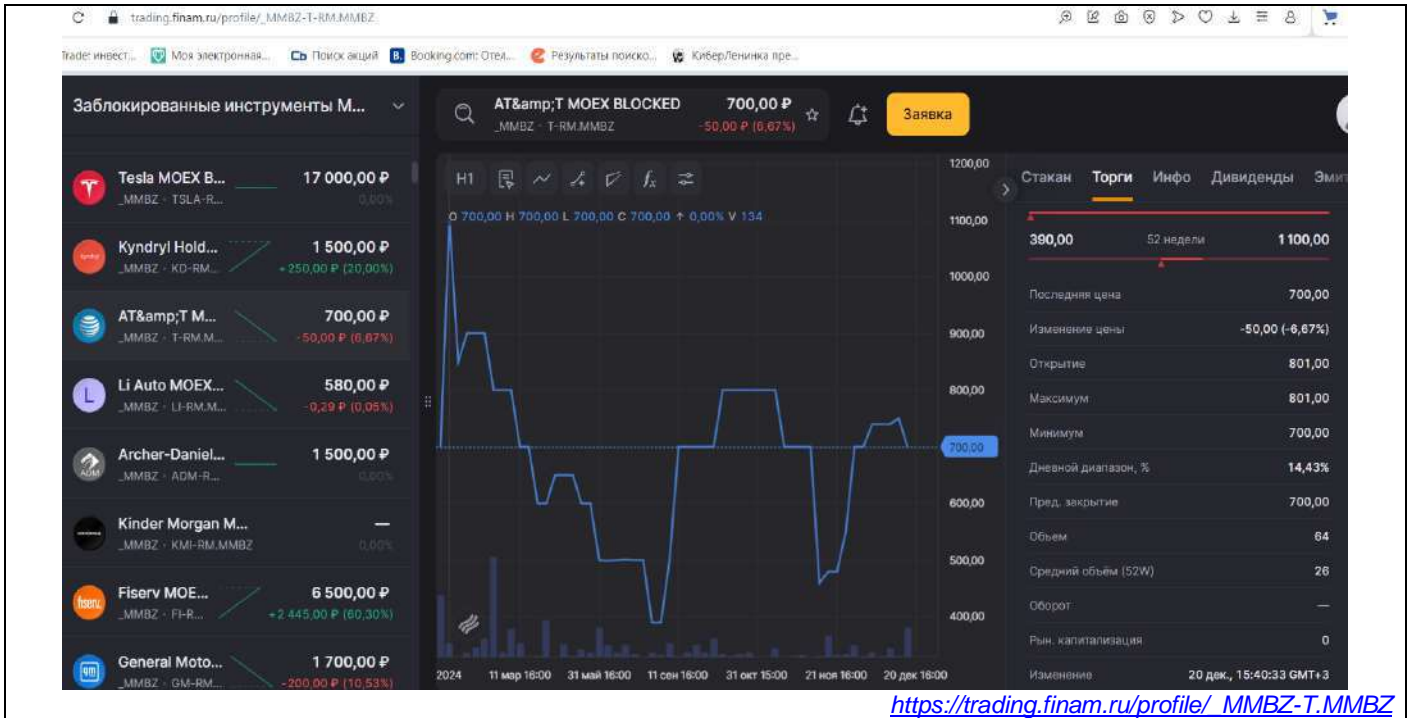 trading.finam.ru/profile/_MMBZ-T-RM.MMBZ
Trade: инвест... Моя электронная... Поиск акций Booking.com: Отел... Результаты поиско... КиберЛенинка пре...
Заблокированные инструменты М...
AT&amp;T MOEX BLOCKED 700,00 ₽
_MMBZ · T-RM.MMBZ -50,00 ₽ (6,67%)
Заявка
Tesla MOEX B... 17 000,00 ₽
_MMBZ · TSLA-R... 0,00%
Kyndryl Hold... 1 500,00 ₽
_MMBZ · KD-RM... +250,00 ₽ (20,00%)
AT&amp;T M... 700,00 ₽
_MMBZ · T-RM.M... -50,00 ₽ (6,67%)
L
Li Auto MOEX... 580,00 ₽
_MMBZ · LI-RM.M... -0,29 ₽ (0,05%)
ADM
Archer-Daniel... 1 500,00 ₽
_MMBZ · ADM-R... 0,00%
Kinder Morgan M... —
_MMBZ · KMI-RM.MMBZ 0,00%
fiserv.
Fiserv MOE... 6 500,00 ₽
_MMBZ · FI-R... +2 445,00 ₽ (60,30%)
gm
General Moto... 1 700,00 ₽
_MMBZ · GM-RM... -200,00 ₽ (10,53%)
H1
O 700,00 H 700,00 L 700,00 C 700,00 ↑ 0,00% V 134
1200,00
1100,00
1000,00
900,00
800,00
700,00
600,00
500,00
400,00
2024 11 мар 16:00 31 май 16:00 11 сен 16:00 31 окт 15:00 21 ноя 16:00 20 дек 16:00
Стакан Торги Инфо Дивиденды Эмит
390,00 52 недели 1 100,00
Последняя цена 700,00
Изменение цены -50,00 (-6,67%)
Открытие 801,00
Максимум 801,00
Минимум 700,00
Дневной диапазон, % 14,43%
Пред. закрытие 700,00
Объем 64
Средний объём (52W) 26
Оборот —
Рын. капитализация 0
Изменение 20 дек., 15:40:33 GMT+3
https://trading.finam.ru/profile/_MMBZ-T.MMBZ